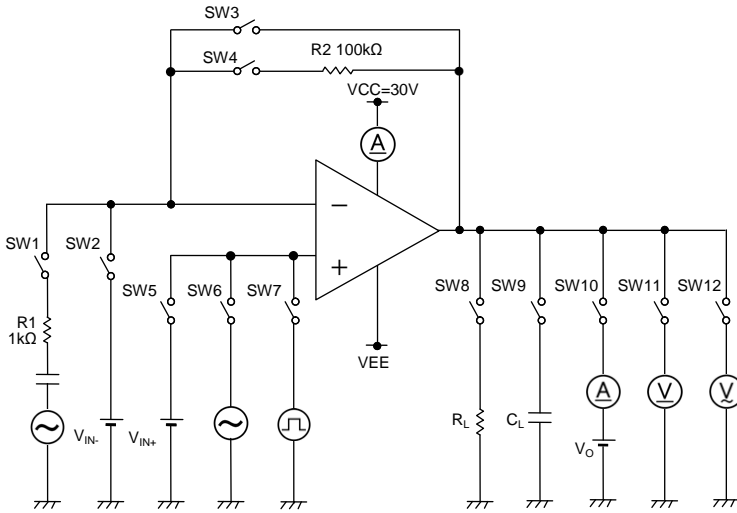 SW3
SW4
R2 100kΩ
VCC=30V
A
−
+
SW1
SW2
SW5
SW6
SW7
SW8
SW9
SW10
SW11
SW12
R1
1kΩ
VEE
A
V
V
VIN-
VIN+
RL
CL
VO